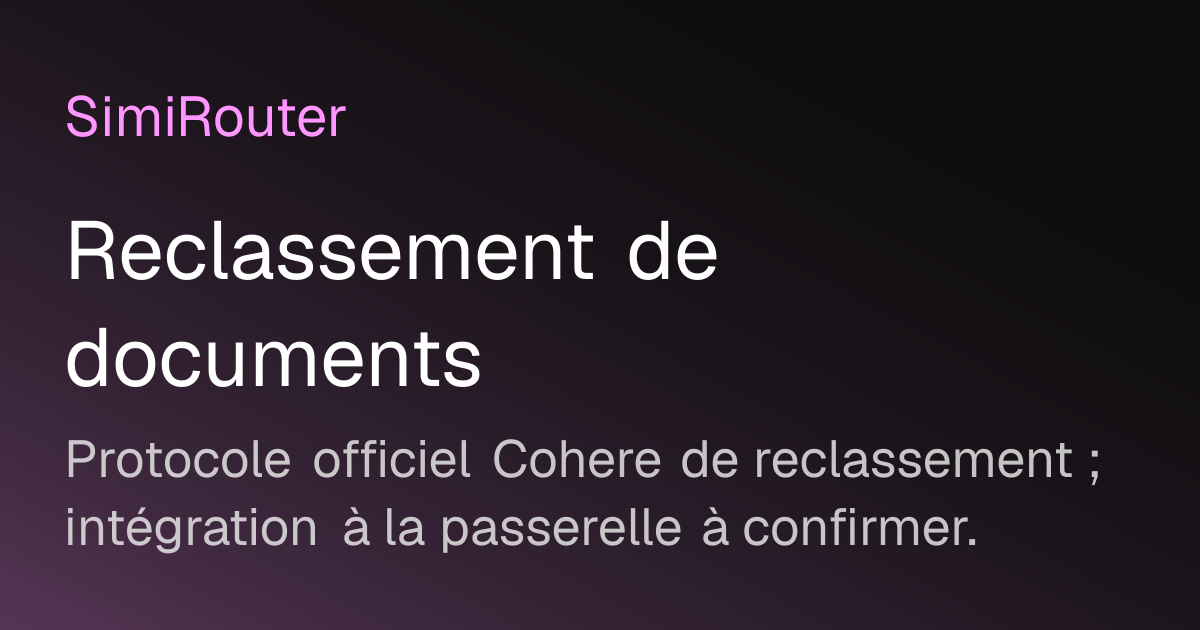 SimiRouter
Reclassement de
documents
Protocole officiel Cohere de reclassement ;
intégration à la passerelle à confirmer.